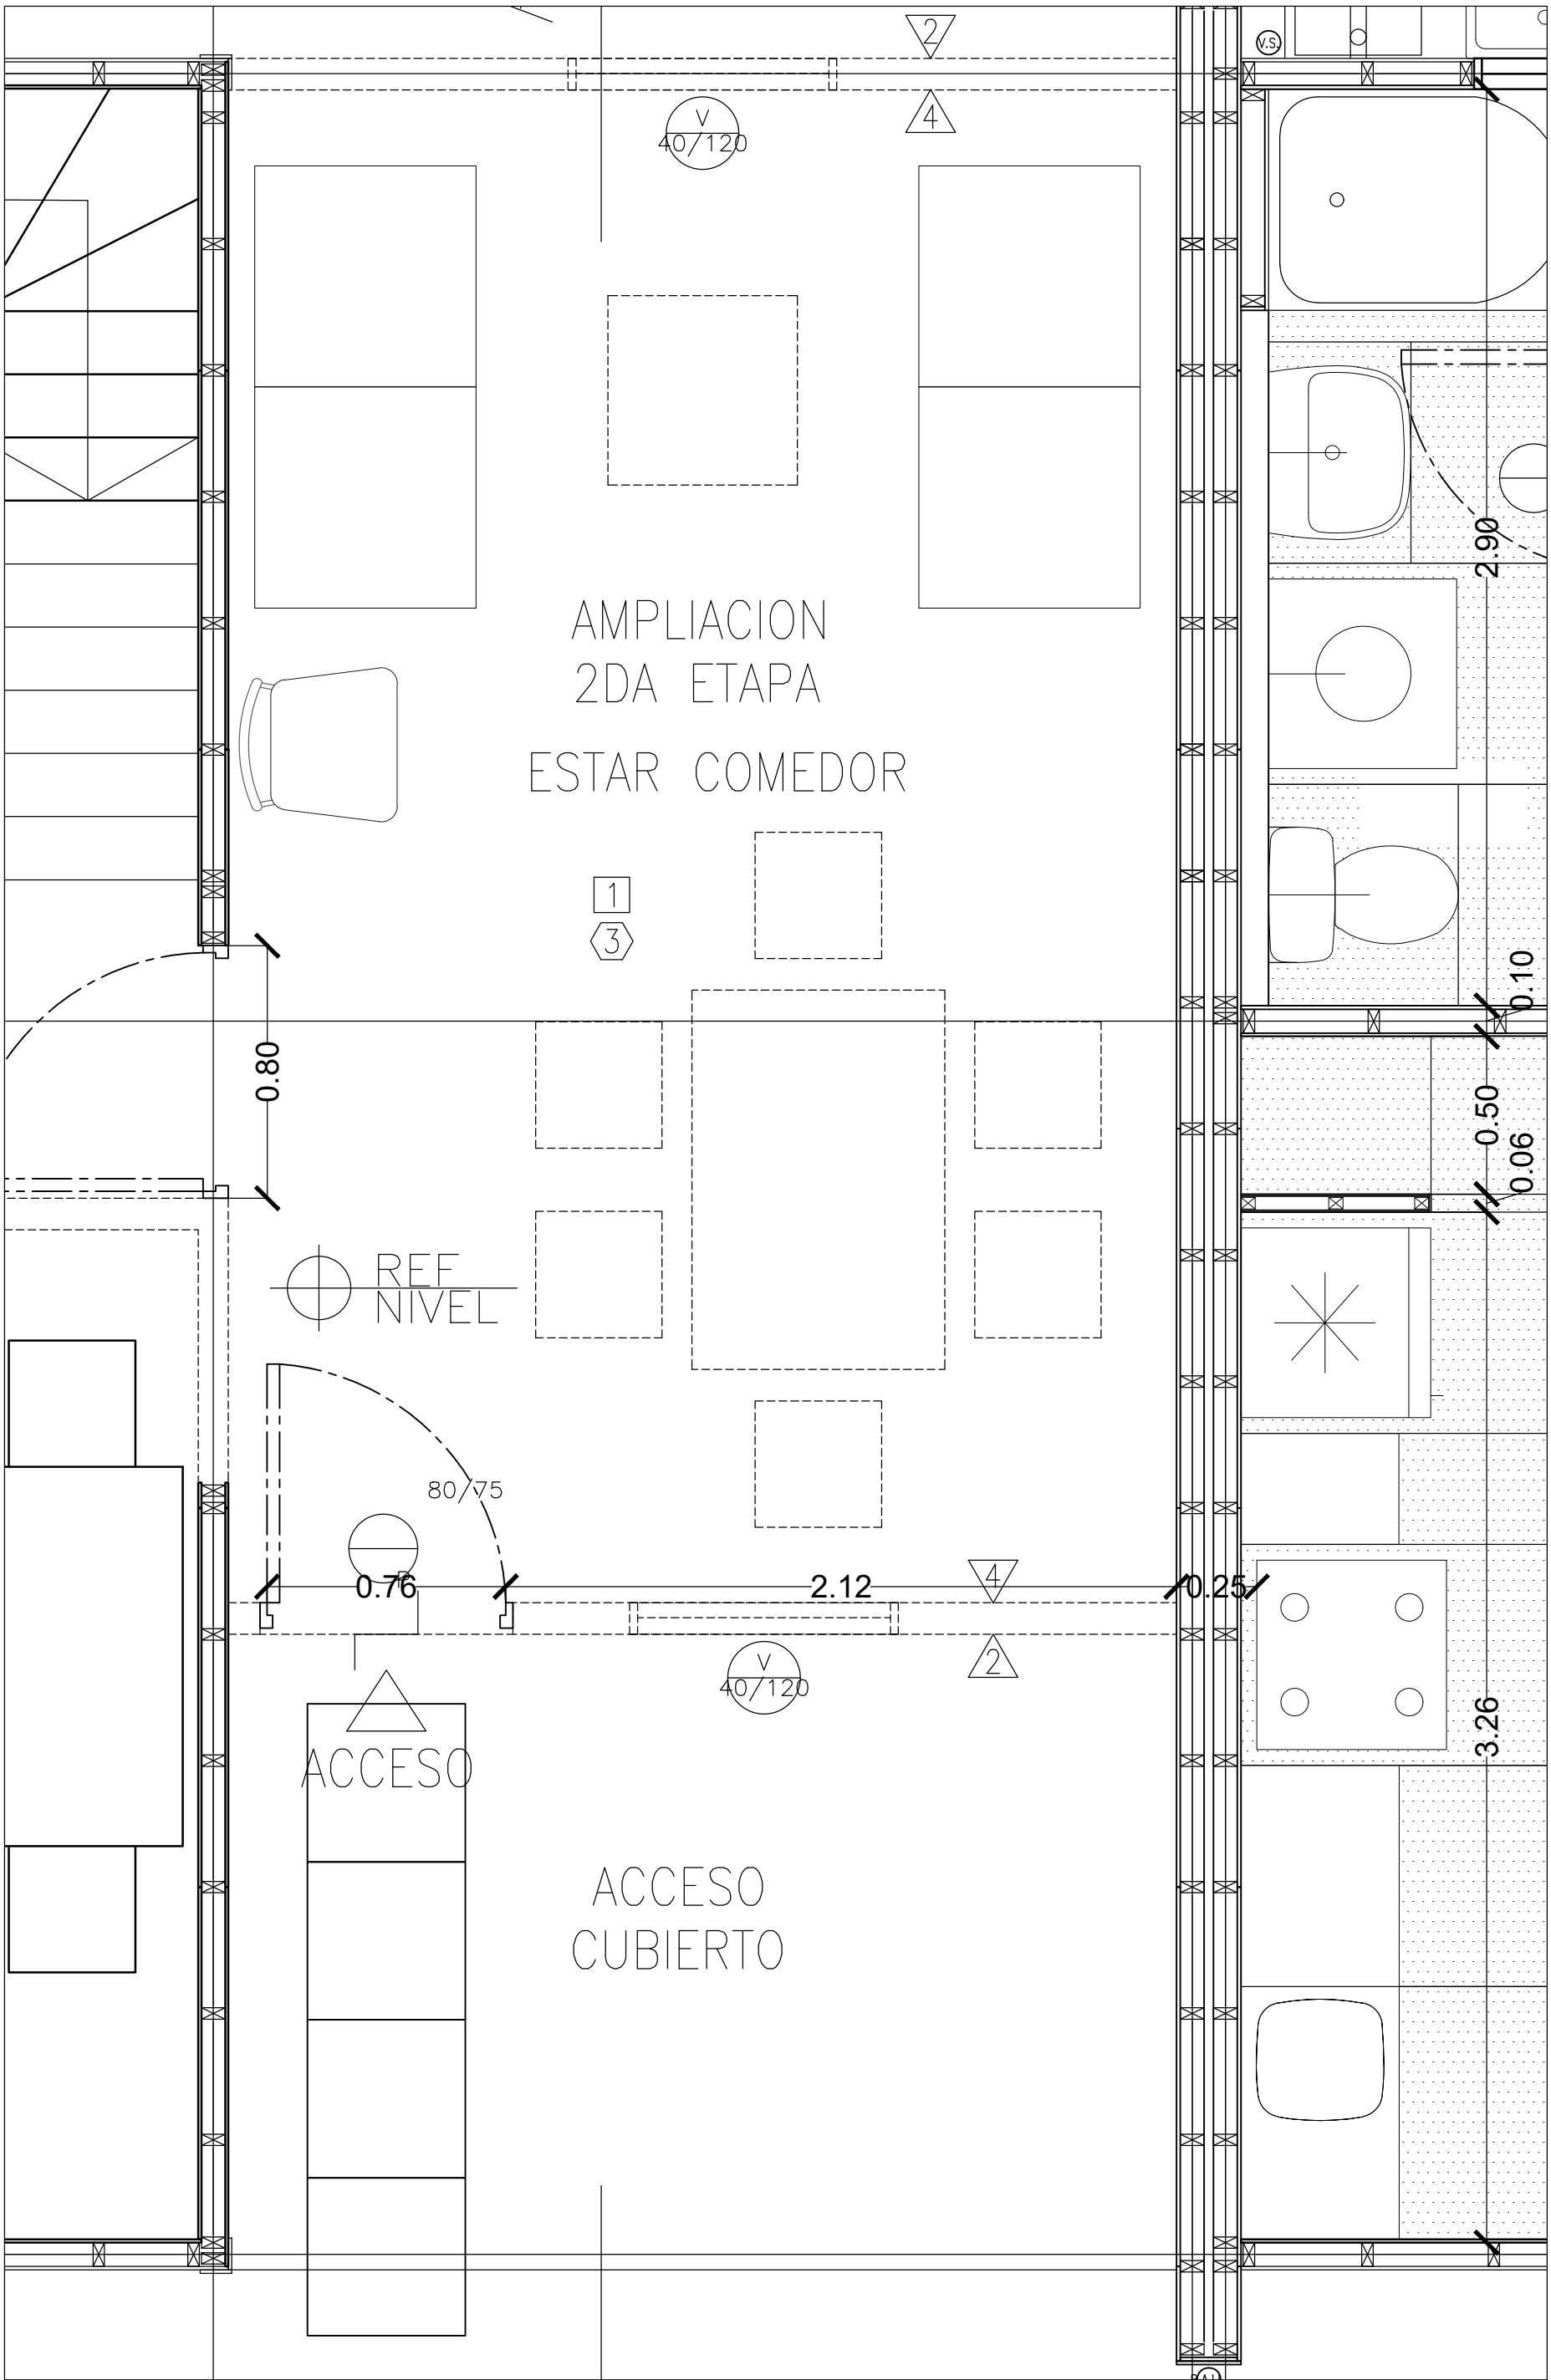 2
V.S.
4
V
40/120
2.90
AMPLIACION
2DA ETAPA
ESTAR COMEDOR
1
3
0.10
0.80
0.50
0.06
REF
NIVEL
80/75
P
0.76
2.12
4
0.25
2
V
40/120
3.26
ACCESO
ACCESO
CUBIERTO